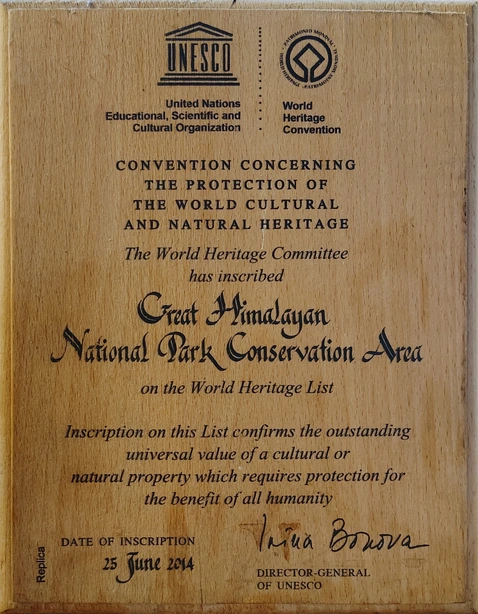 UNESCO
United Nations
Educational, Scientific and
Cultural Organization
World
Heritage
Convention
CONVENTION CONCERNING
THE PROTECTION OF
THE WORLD CULTURAL
AND NATURAL HERITAGE
The World Heritage Committee
has inscribed
Great Himalayan
National Park Conservation Area
on the World Heritage List
Inscription on this List confirms the outstanding
universal value of a cultural or
natural property which requires protection for
the benefit of all humanity
DATE OF INSCRIPTION
25 June 2014
Irina Bokova
DIRECTOR-GENERAL
OF UNESCO
Replica